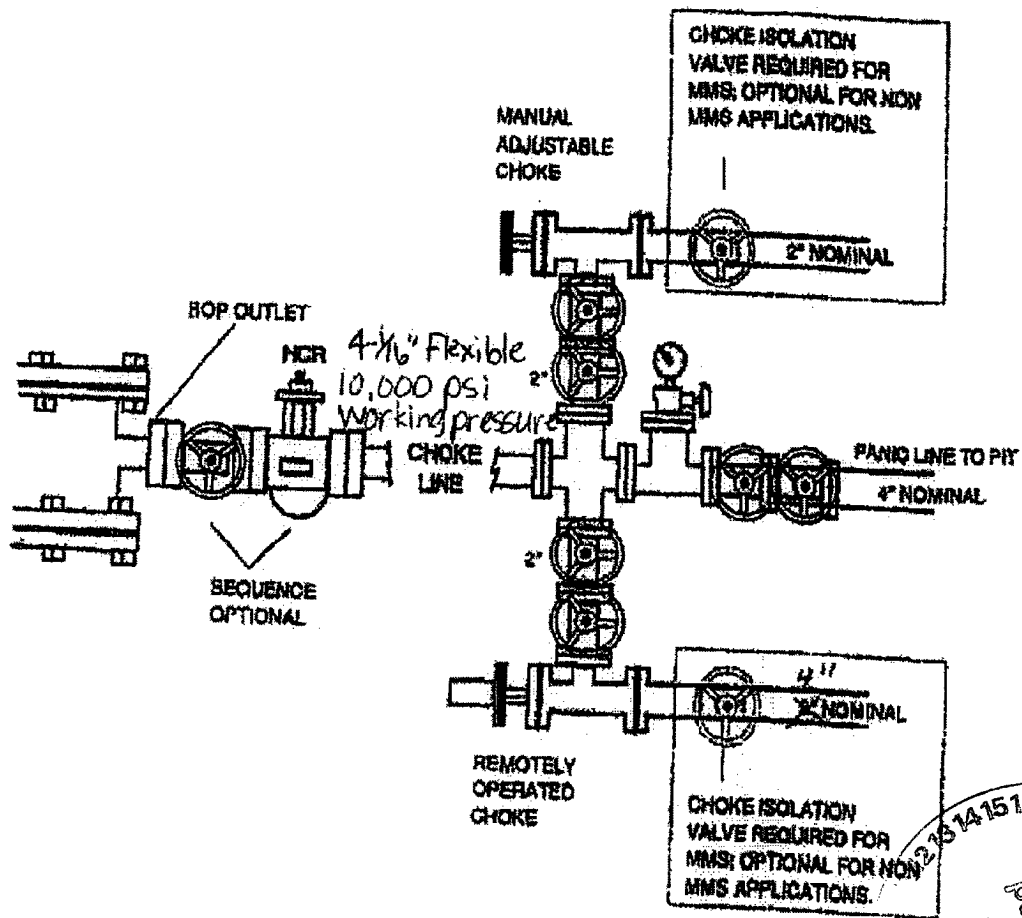 CHOKE ISOLATION
VALVE REQUIRED FOR
MMS; OPTIONAL FOR NON
MMS APPLICATIONS.
MANUAL
ADJUSTABLE
CHOKE
2" NOMINAL
BOP OUTLET
HCR
4-1/16" Flexible
10,000 psi
Working pressure
2"
CHOKE
LINE
PANIC LINE TO PIT
4" NOMINAL
2"
SEQUENCE
OPTIONAL
4"
NOMINAL
REMOTELY
OPERATED
CHOKE
CHOKE ISOLATION
VALVE REQUIRED FOR
MMS; OPTIONAL FOR NON
MMS APPLICATIONS.